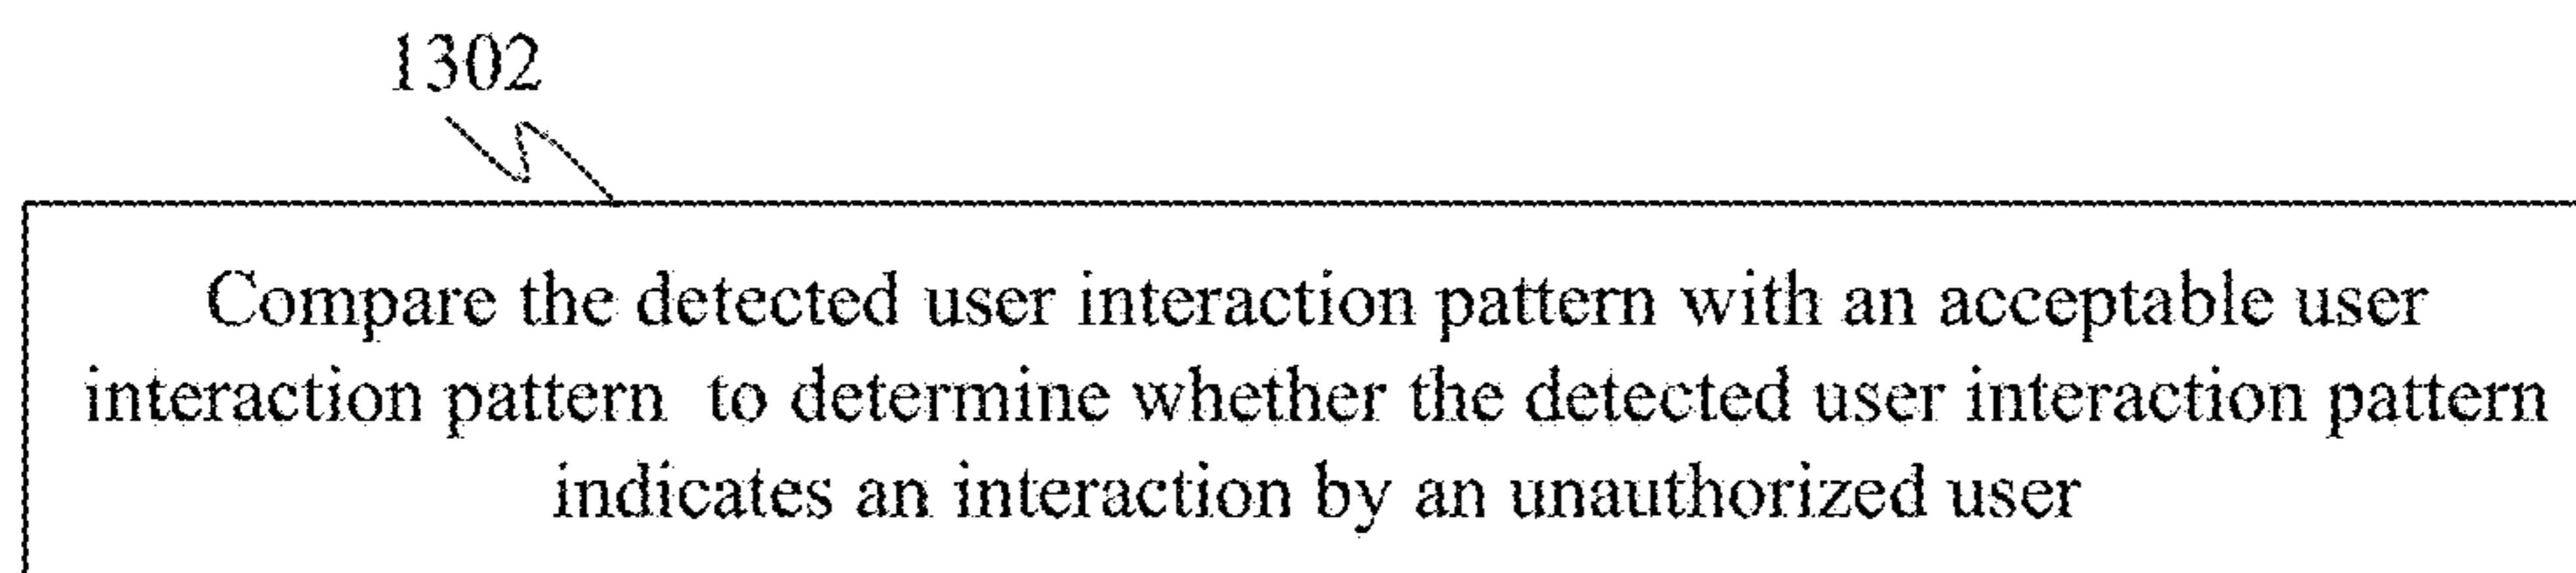 1302
Compare the detected user interaction pattern with an acceptable user
interaction pattern to determine whether the detected user interaction pattern
indicates an interaction by an unauthorized user